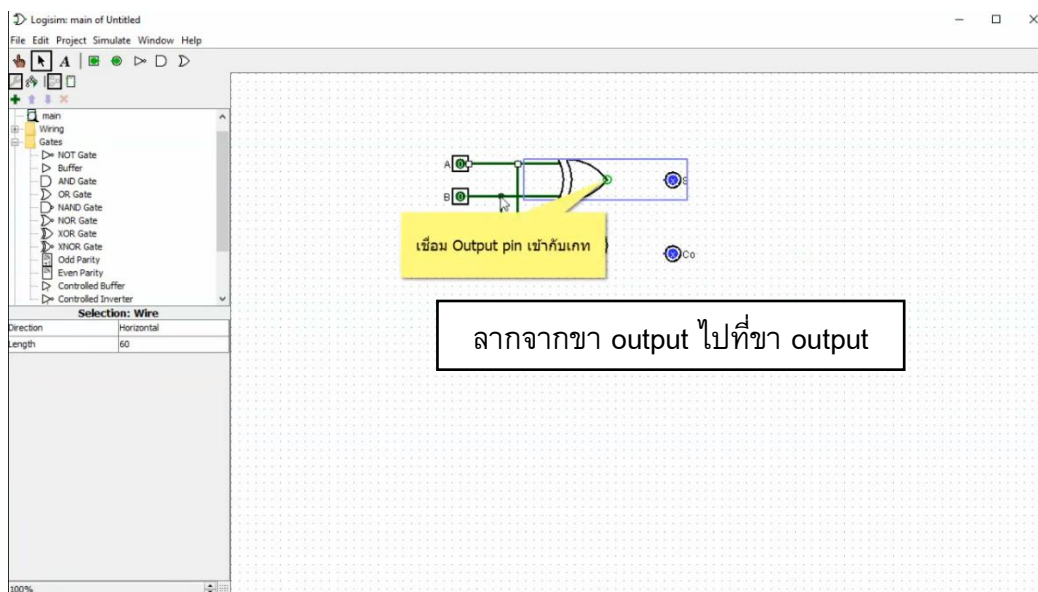 Logisim: main of Untitled
File Edit Project Simulate Window Help
A
main
Wiring
Gates
NOT Gate
Buffer
AND Gate
OR Gate
NAND Gate
NOR Gate
XOR Gate
XNOR Gate
Odd Parity
Even Parity
Controlled Buffer
Controlled Inverter
Selection: Wire
Direction Horizontal
Length 60
100%
A
S
B
เชื่อม Output pin เข้ากับเกท
Co
ลากจากขา output ไปที่ขา output